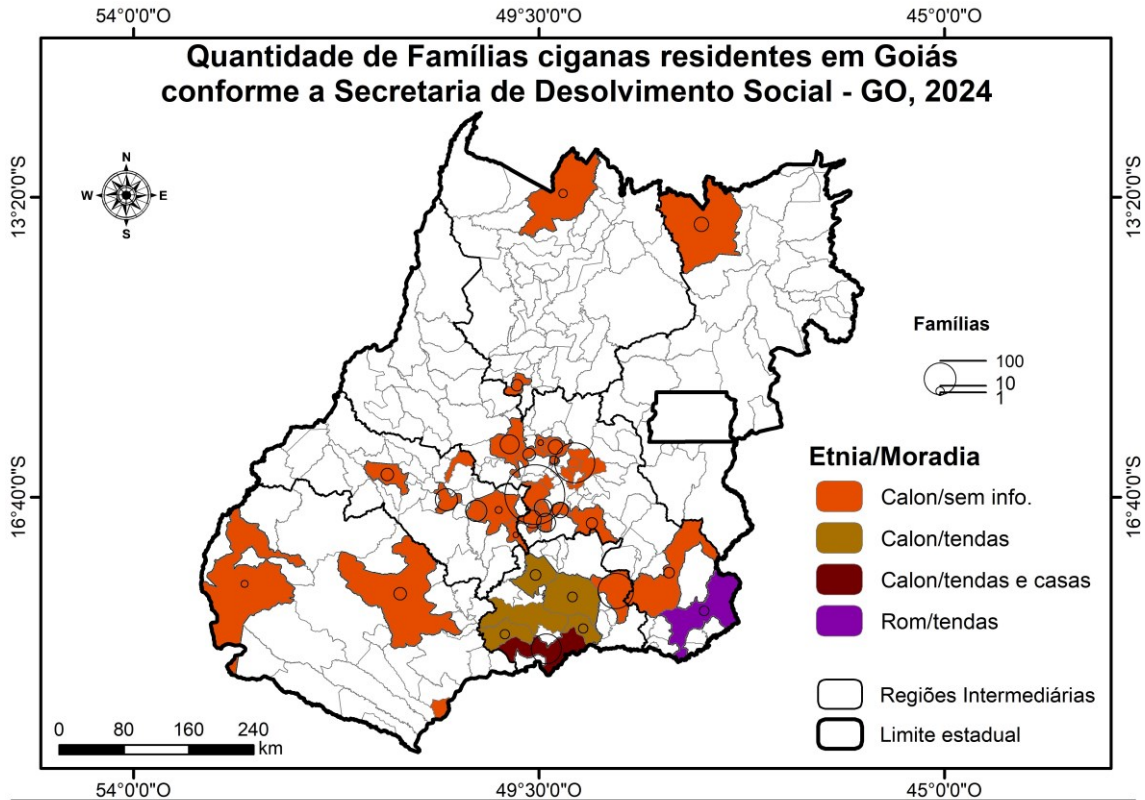 54°0'0"O 49°30'0"O 45°0'0"O
Quantidade de Famílias ciganas residentes em Goiás
conforme a Secretaria de Desolvimento Social - GO, 2024
N
W E
S
13°20'0"S
13°20'0"S
Famílias
100
10
1
Etnia/Moradia
Calon/sem info.
16°40'0"S
16°40'0"S
Calon/tendas
Calon/tendas e casas
Rom/tendas
Regiões Intermediárias
Limite estadual
0 80 160 240
km
54°0'0"O 49°30'0"O 45°0'0"O